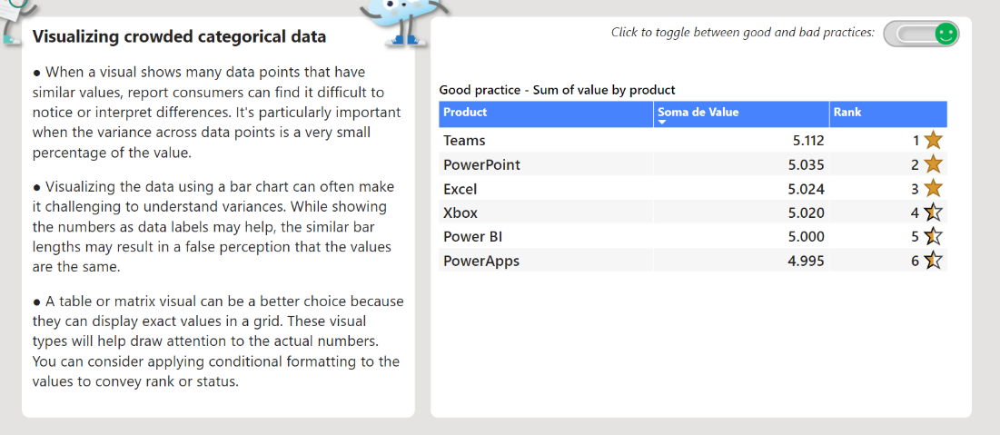 Visualizing crowded categorical data
● When a visual shows many data points that have
similar values, report consumers can find it difficult to
notice or interpret differences. It's particularly important
when the variance across data points is a very small
percentage of the value.
● Visualizing the data using a bar chart can often make
it challenging to understand variances. While showing
the numbers as data labels may help, the similar bar
lengths may result in a false perception that the values
are the same.
● A table or matrix visual can be a better choice because
they can display exact values in a grid. These visual
types will help draw attention to the actual numbers.
You can consider applying conditional formatting to the
values to convey rank or status.
Click to toggle between good and bad practices:
Good practice - Sum of value by product
Product Soma de Value Rank
Teams 5.112 1
PowerPoint 5.035 2
Excel 5.024 3
Xbox 5.020 4
Power BI 5.000 5
PowerApps 4.995 6